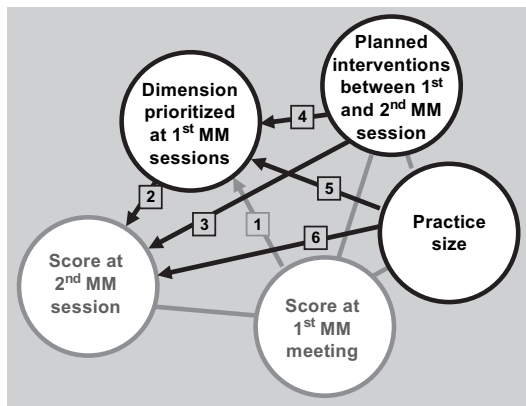 Planned
interventions
between 1st
and 2nd MM
session
Dimension
prioritized
at 1st MM
sessions
4
5
2
3
1
6
Practice
size
Score at
2nd MM
session
Score at
1st MM
meeting